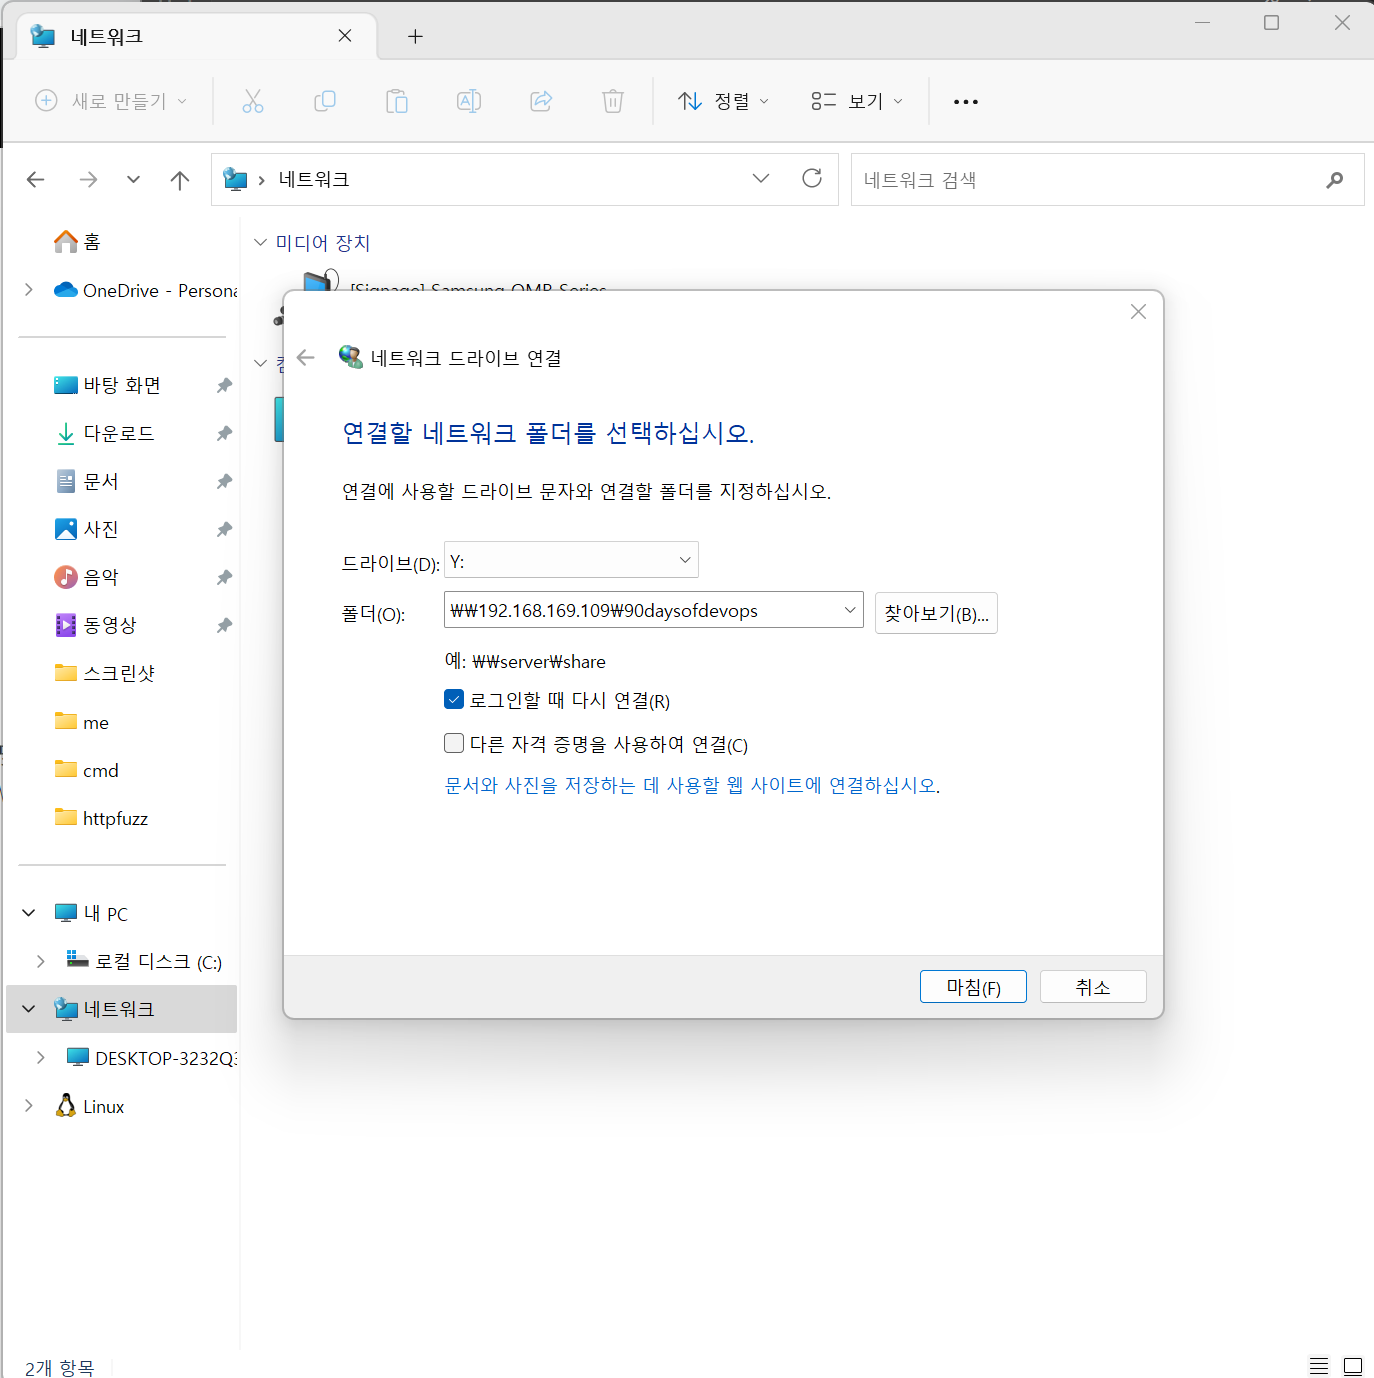 네트워크
새로 만들기
정렬
보기
네트워크
네트워크 검색
홈
OneDrive - Persona
바탕 화면
다운로드
문서
사진
음악
동영상
스크린샷
me
cmd
httpfuzz
내 PC
로컬 디스크 (C:)
네트워크
DESKTOP-3232Q3
Linux
미디어 장치
[Signage] Samsung QMR Series
네트워크 드라이브 연결
연결할 네트워크 폴더를 선택하십시오.
연결에 사용할 드라이브 문자와 연결할 폴더를 지정하십시오.
드라이브(D): Y:
폴더(O): ₩₩192.168.169.109₩90daysofdevops 찾아보기(B)...
예: ₩₩server₩share
로그인할 때 다시 연결(R)
다른 자격 증명을 사용하여 연결(C)
문서와 사진을 저장하는 데 사용할 웹 사이트에 연결하십시오.
마침(F) 취소
2개 항목